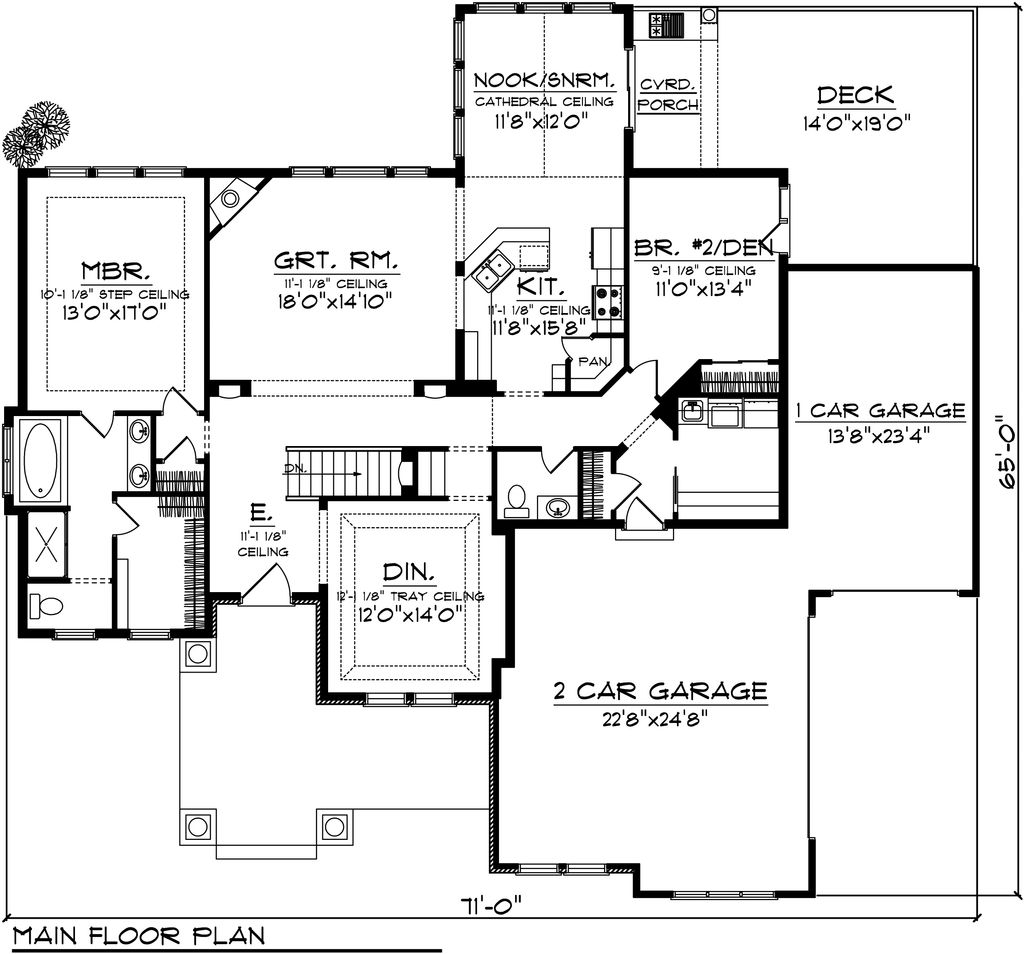 NOOK/SNRM.
CATHEDRAL CEILING
11'8"x12'0"
CVRD.
PORCH
DECK
14'0"x19'0"
MBR.
10'-1 1/8" STEP CEILING
13'0"x17'0"
GRT. RM.
11'-1 1/8" CEILING
18'0"x14'10"
KIT.
11'-1 1/8" CEILING
11'8"x15'8"
PAN.
BR. #2/DEN
9'-1 1/8" CEILING
11'0"x13'4"
1 CAR GARAGE
13'8"x23'4"
65'-0"
DN.
E.
11'-1 1/8"
CEILING
DIN.
12'-1 1/8" TRAY CEILING
12'0"x14'0"
2 CAR GARAGE
22'8"x24'8"
71'-0"
MAIN FLOOR PLAN